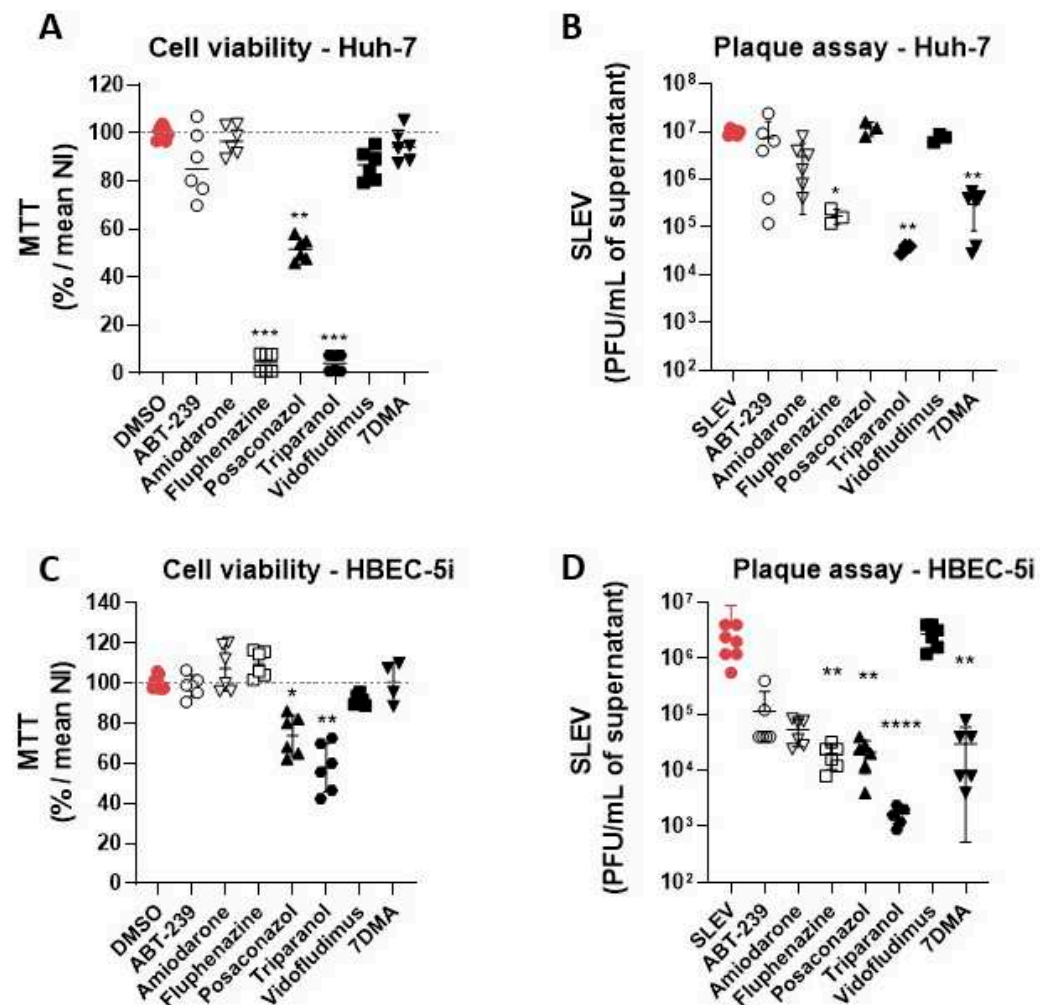 A
Cell viability - Huh-7
MTT
(% / mean NI)
120
100
80
60
40
20
0
***
**
***
DMSO
ABT-239
Amiodarone
Fluphenazine
Posaconazol
Triparanol
Vidofludimus
7DMA
B
Plaque assay - Huh-7
SLEV
(PFU/mL of supernatant)
10⁸
10⁷
10⁶
10⁵
10⁴
10³
10²
*
**
**
SLEV
ABT-239
Amiodarone
Fluphenazine
Posaconazol
Triparanol
Vidofludimus
7DMA
C
Cell viability - HBEC-5i
MTT
(% / mean NI)
140
120
100
80
60
40
20
0
*
**
DMSO
ABT-239
Amiodarone
Fluphenazine
Posaconazol
Triparanol
Vidofludimus
7DMA
D
Plaque assay - HBEC-5i
SLEV
(PFU/mL of supernatant)
10⁷
10⁶
10⁵
10⁴
10³
10²
**
**
****
**
SLEV
ABT-239
Amiodarone
Fluphenazine
Posaconazol
Triparanol
Vidofludimus
7DMA